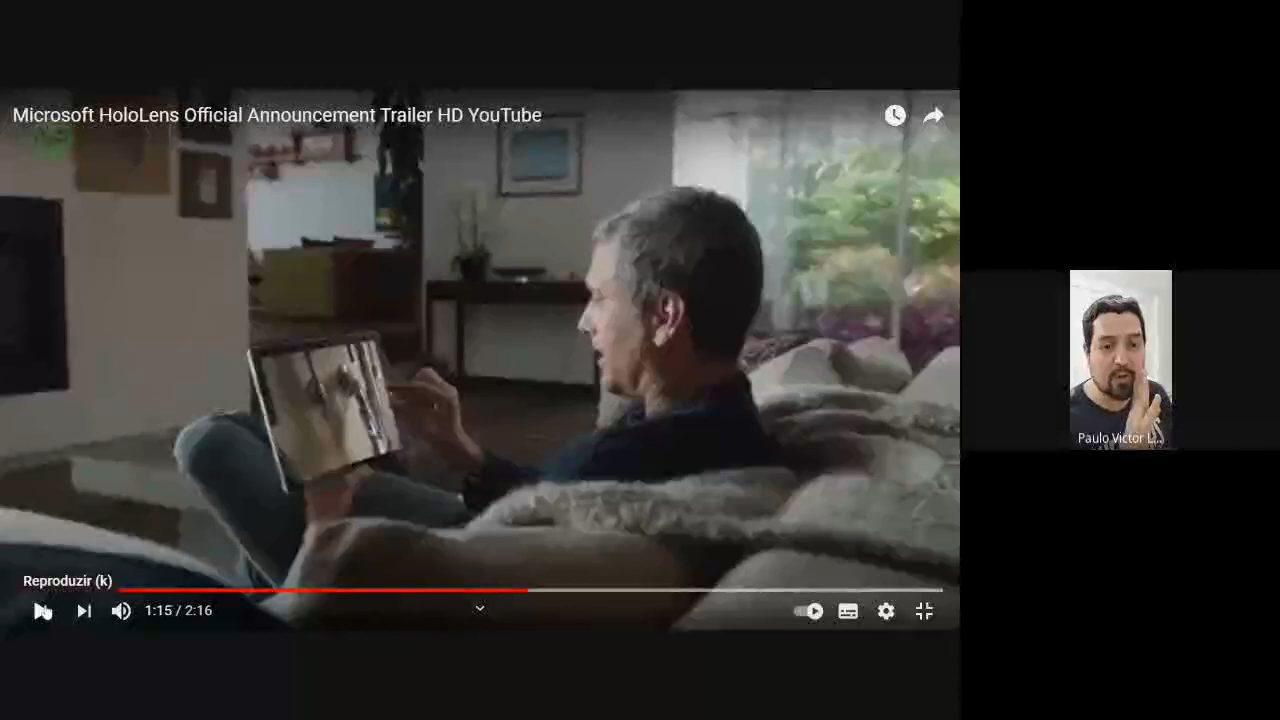 Microsoft HoloLens Official Announcement Trailer HD YouTube
Paulo Victor L...
Reproduzir (k)
1:15 / 2:16